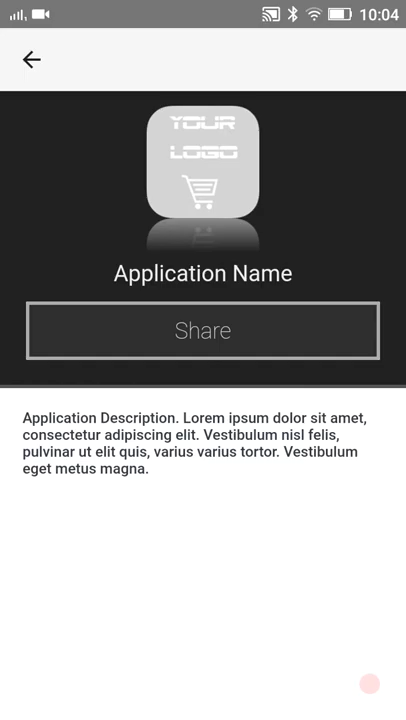 10:04
YOUR
LOGO
Application Name
Share
Application Description. Lorem ipsum dolor sit amet,
consectetur adipiscing elit. Vestibulum nisl felis,
pulvinar ut elit quis, varius varius tortor. Vestibulum
eget metus magna.